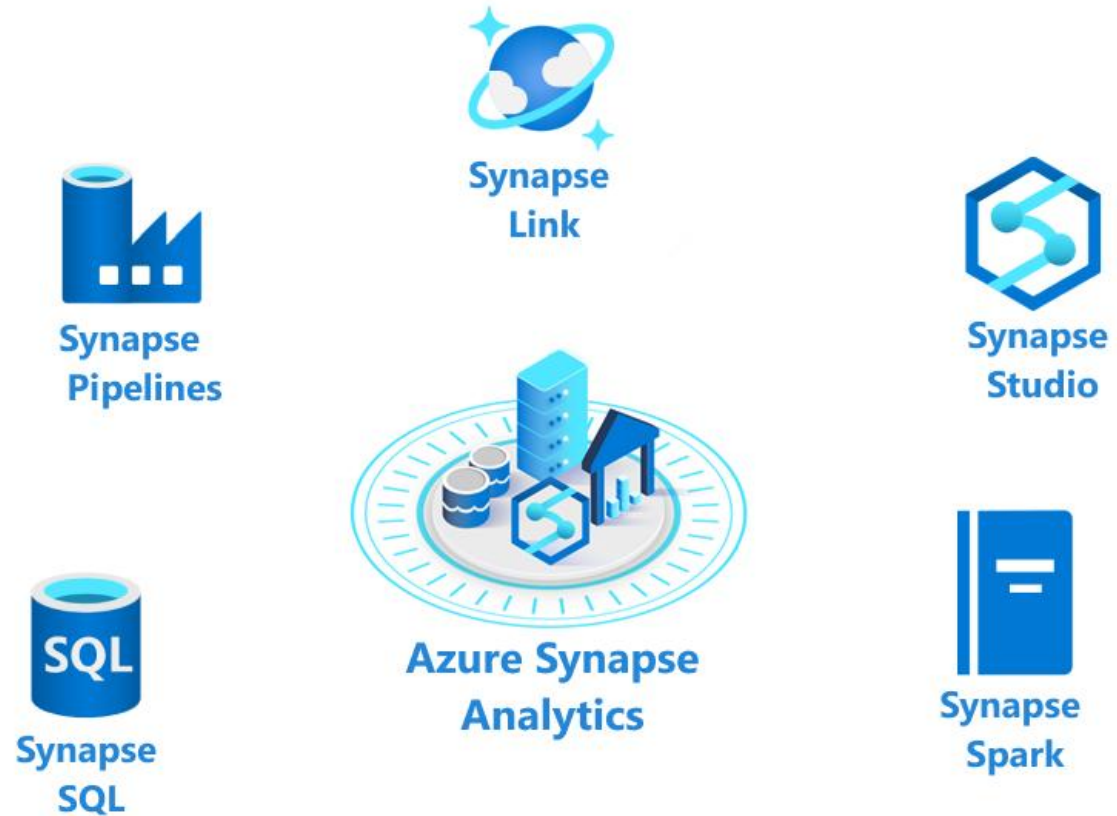 Synapse
Link
Synapse
Pipelines
Synapse
Studio
Azure Synapse
Analytics
SQL
Synapse
SQL
Synapse
Spark